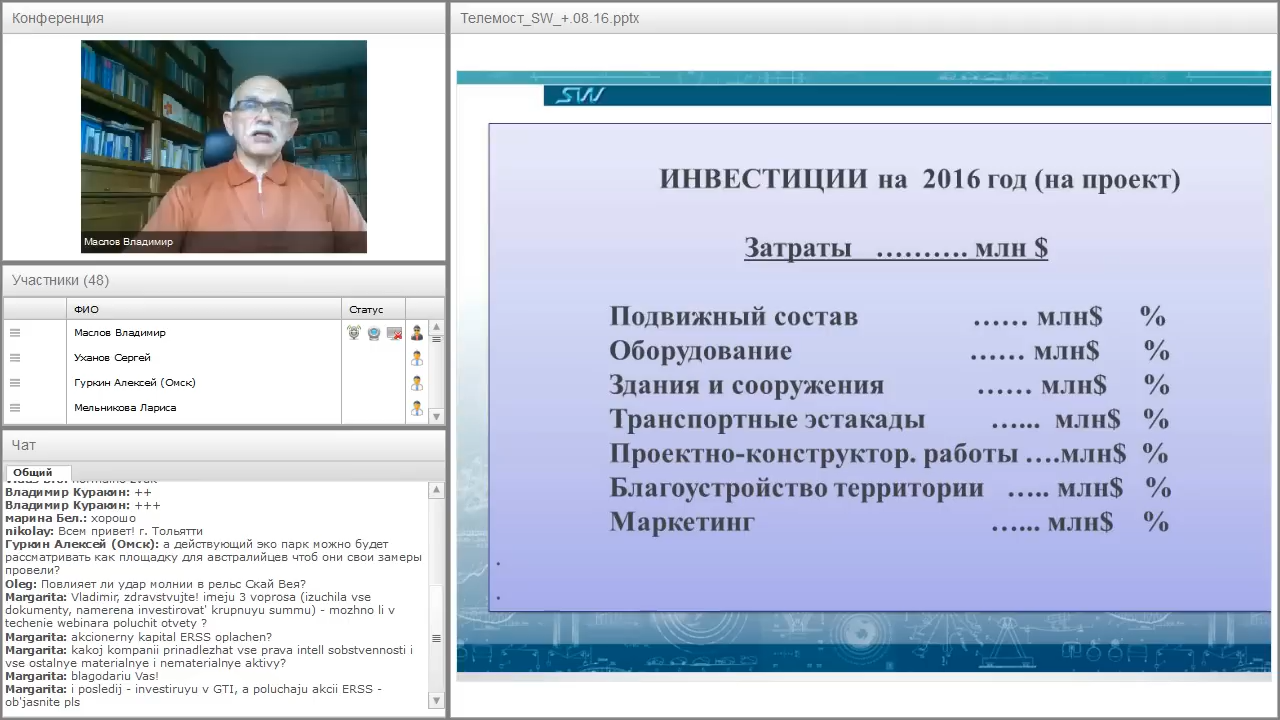 Конференция
Маслов Владимир
Участники (48)
ФИО
Статус
Маслов Владимир
Уханов Сергей
Гуркин Алексей (Омск)
Мельникова Лариса
Чат
Общий
Владимир Куракин: ++
Владимир Куракин: +++
марина Бел.: хорошо
nikolay: Всем привет! г. Тольятти
Гуркин Алексей (Омск): а действующий эко парк можно будет
рассматривать как площадку для австралийцев чтоб они свои замеры
провели?
Oleg: Повлияет ли удар молнии в рельс Скай Вея?
Margarita: Vladimir, zdravstvujte! imeju 3 voprosa (izuchila vse
dokumenty, namerena investirovat' krupnuyu summu) - mozhno li v
techenie webinara poluchit otvety ?
Margarita: akcionerny kapital ERSS oplachen?
Margarita: kakoj kompanii prinadlezhat vse prava intell sobstvennosti i
vse ostalnye materialnye i nematerialnye aktivy?
Margarita: blagodariu Vas!
Margarita: i posledij - investiruyu v GTI, a poluchaju akcii ERSS -
ob'jasnite pls
Телемост_SW_+.08.16.pptx
SW
ИНВЕСТИЦИИ на 2016 год (на проект)
Затраты ………. млн $
Подвижный состав …… млн$ %
Оборудование …… млн$ %
Здания и сооружения …… млн$ %
Транспортные эстакады …... млн$ %
Проектно-конструктор. работы ….млн$ %
Благоустройство территории ….. млн$ %
Маркетинг …... млн$ %